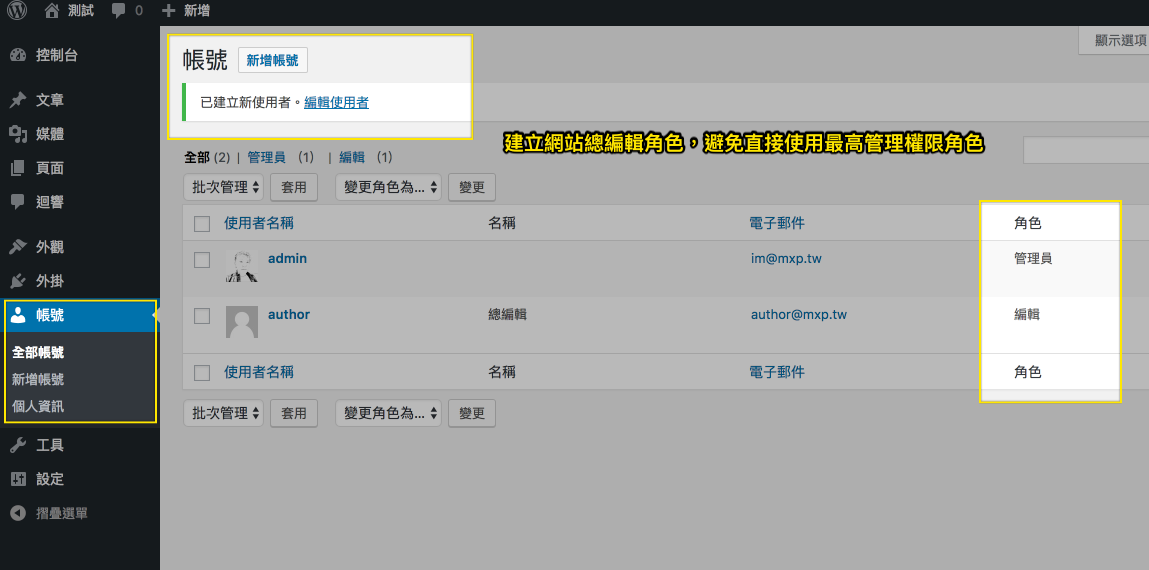 測試 0 新增
控制台
文章
媒體
頁面
迴響
外觀
外掛
帳號
全部帳號
新增帳號
個人資訊
工具
設定
摺疊選單
顯示選項
帳號 新增帳號
已建立新使用者。編輯使用者
建立網站總編輯角色，避免直接使用最高管理權限角色
全部 (2) | 管理員 (1) | 編輯 (1)
批次管理 套用 變更角色為... 變更
使用者名稱 名稱 電子郵件 角色
admin im@mxp.tw 管理員
author 總編輯 author@mxp.tw 編輯
使用者名稱 名稱 電子郵件 角色
批次管理 套用 變更角色為... 變更